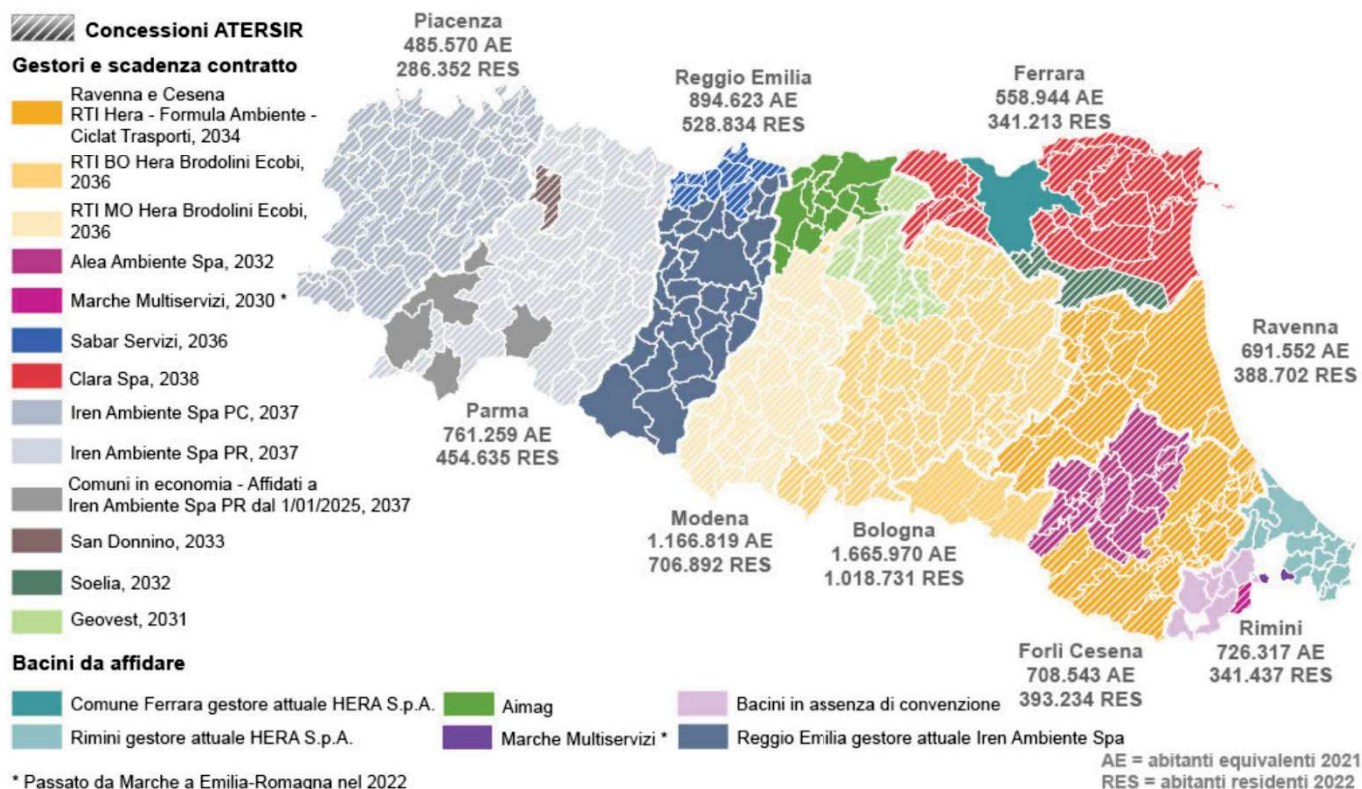 Concessioni ATERSIR
Gestori e scadenza contratto
Ravenna e Cesena
RTI Hera - Formula Ambiente -
Ciclat Trasporti, 2034
RTI BO Hera Brodolini Ecobi,
2036
RTI MO Hera Brodolini Ecobi,
2036
Alea Ambiente Spa, 2032
Marche Multiservizi, 2030 *
Sabar Servizi, 2036
Clara Spa, 2038
Iren Ambiente Spa PC, 2037
Iren Ambiente Spa PR, 2037
Comuni in economia - Affidati a
Iren Ambiente Spa PR dal 1/01/2025, 2037
San Donnino, 2033
Soelia, 2032
Geovest, 2031
Piacenza
485.570 AE
286.352 RES
Reggio Emilia
894.623 AE
528.834 RES
Ferrara
558.944 AE
341.213 RES
Ravenna
691.552 AE
388.702 RES
Parma
761.259 AE
454.635 RES
Modena
1.166.819 AE
706.892 RES
Bologna
1.665.970 AE
1.018.731 RES
Forlì Cesena
708.543 AE
393.234 RES
Rimini
726.317 AE
341.437 RES
Bacini da affidare
Comune Ferrara gestore attuale HERA S.p.A.
Aimag
Bacini in assenza di convenzione
Rimini gestore attuale HERA S.p.A.
Marche Multiservizi *
Reggio Emilia gestore attuale Iren Ambiente Spa
* Passato da Marche a Emilia-Romagna nel 2022
AE = abitanti equivalenti 2021
RES = abitanti residenti 2022